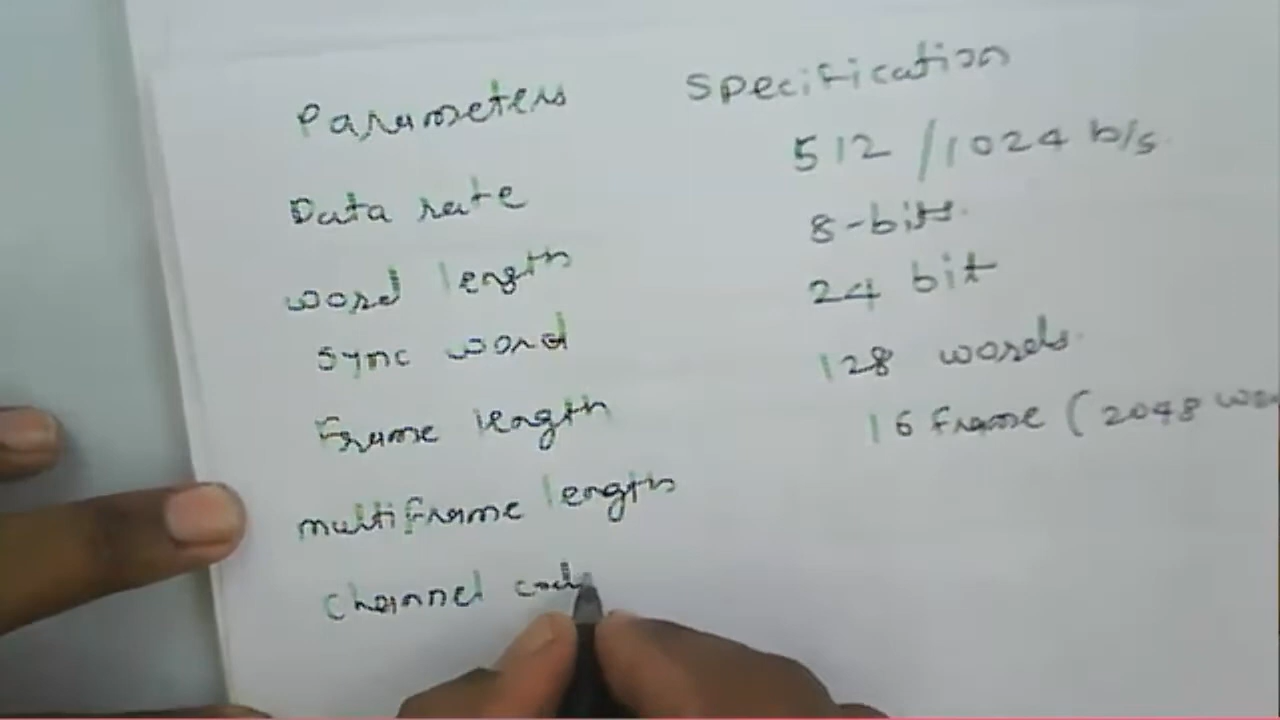 Parameters Specification
Data rate 512 /1024 b/s
word length 8-bit
Sync word 24 bit
Frame length 128 words.
multiframe length 16 Frame (2048
channel